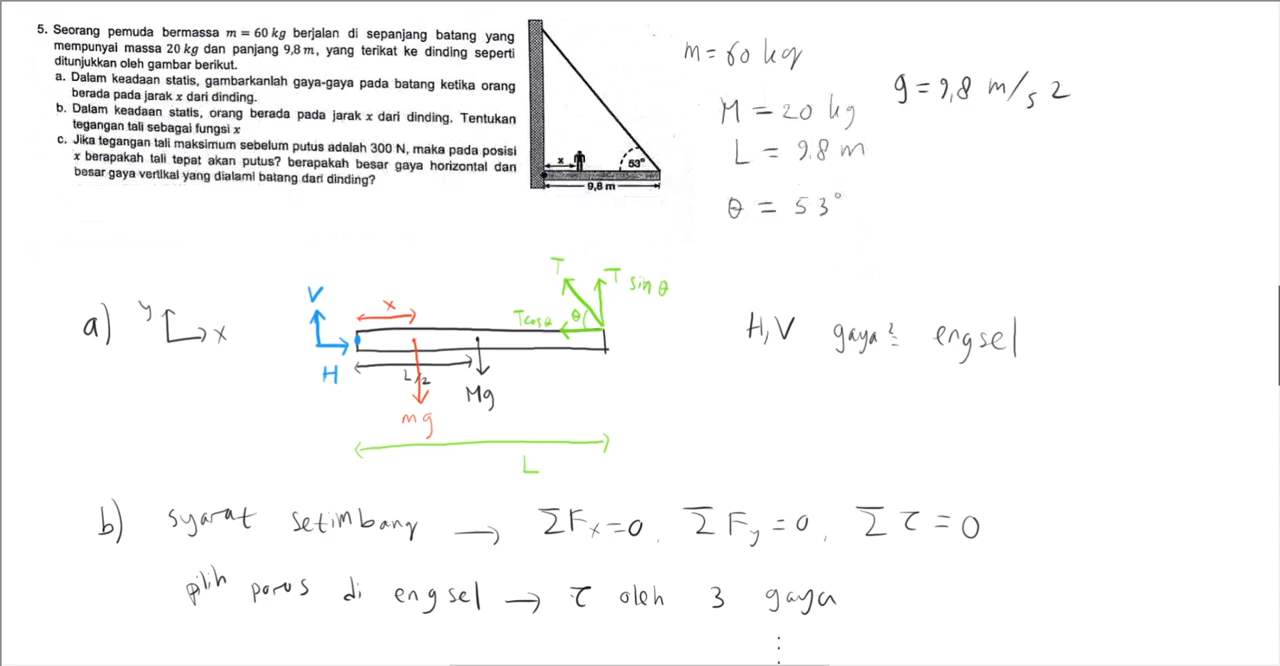 5. Seorang pemuda bermassa m = 60 kg berjalan di sepanjang batang yang
mempunyai massa 20 kg dan panjang 9,8 m, yang terikat ke dinding seperti
ditunjukkan oleh gambar berikut.
a. Dalam keadaan statis, gambarkanlah gaya-gaya pada batang ketika orang
berada pada jarak x dari dinding.
b. Dalam keadaan statis, orang berada pada jarak x dari dinding. Tentukan
tegangan tali sebagai fungsi x
c. Jika tegangan tali maksimum sebelum putus adalah 300 N, maka pada posisi
x berapakah tali tepat akan putus? berapakah besar gaya horizontal dan
besar gaya vertikal yang dialami batang dari dinding?
x
53°
9,8 m
m = 60 kg
g = 9,8 m/s 2
M = 20 kg
L = 9.8 m
θ = 53°
a)
y
x
V
H
x
L/2
mg
Mg
T
T sin θ
T cos θ
θ
L
H, V gaya² engsel
b) syarat setimbang → ΣFx = 0, ΣFy = 0, Στ = 0
pilih poros di engsel → τ oleh 3 gaya
⋮